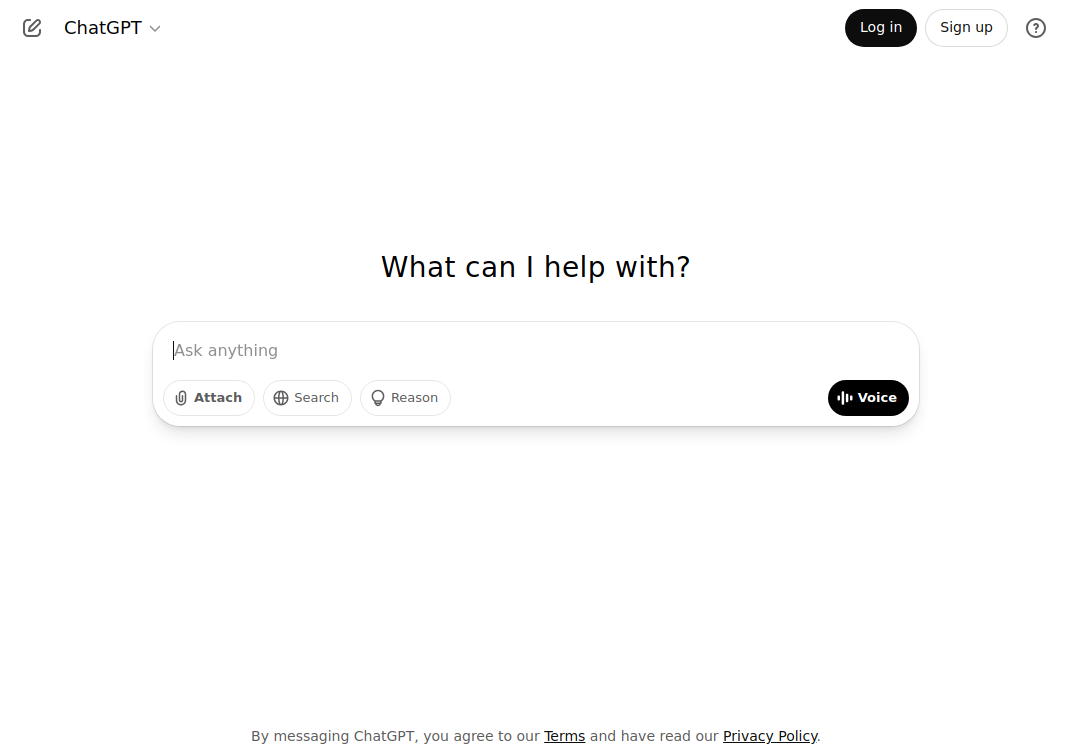 ChatGPT
Log in
Sign up
What can I help with?
Ask anything
Attach
Search
Reason
Voice
By messaging ChatGPT, you agree to our Terms and have read our Privacy Policy.